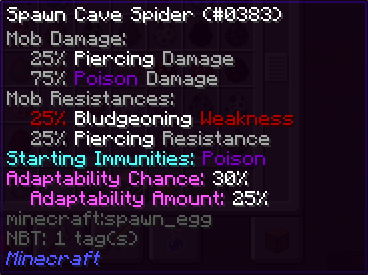 Spawn Cave Spider (#0383)
Mob Damage:
25% Piercing Damage
75% Poison Damage
Mob Resistances:
25% Bludgeoning Weakness
25% Piercing Resistance
Starting Immunities: Poison
Adaptability Chance: 30%
Adaptability Amount: 25%
minecraft:spawn_egg
NBT: 1 tag(s)
Minecraft